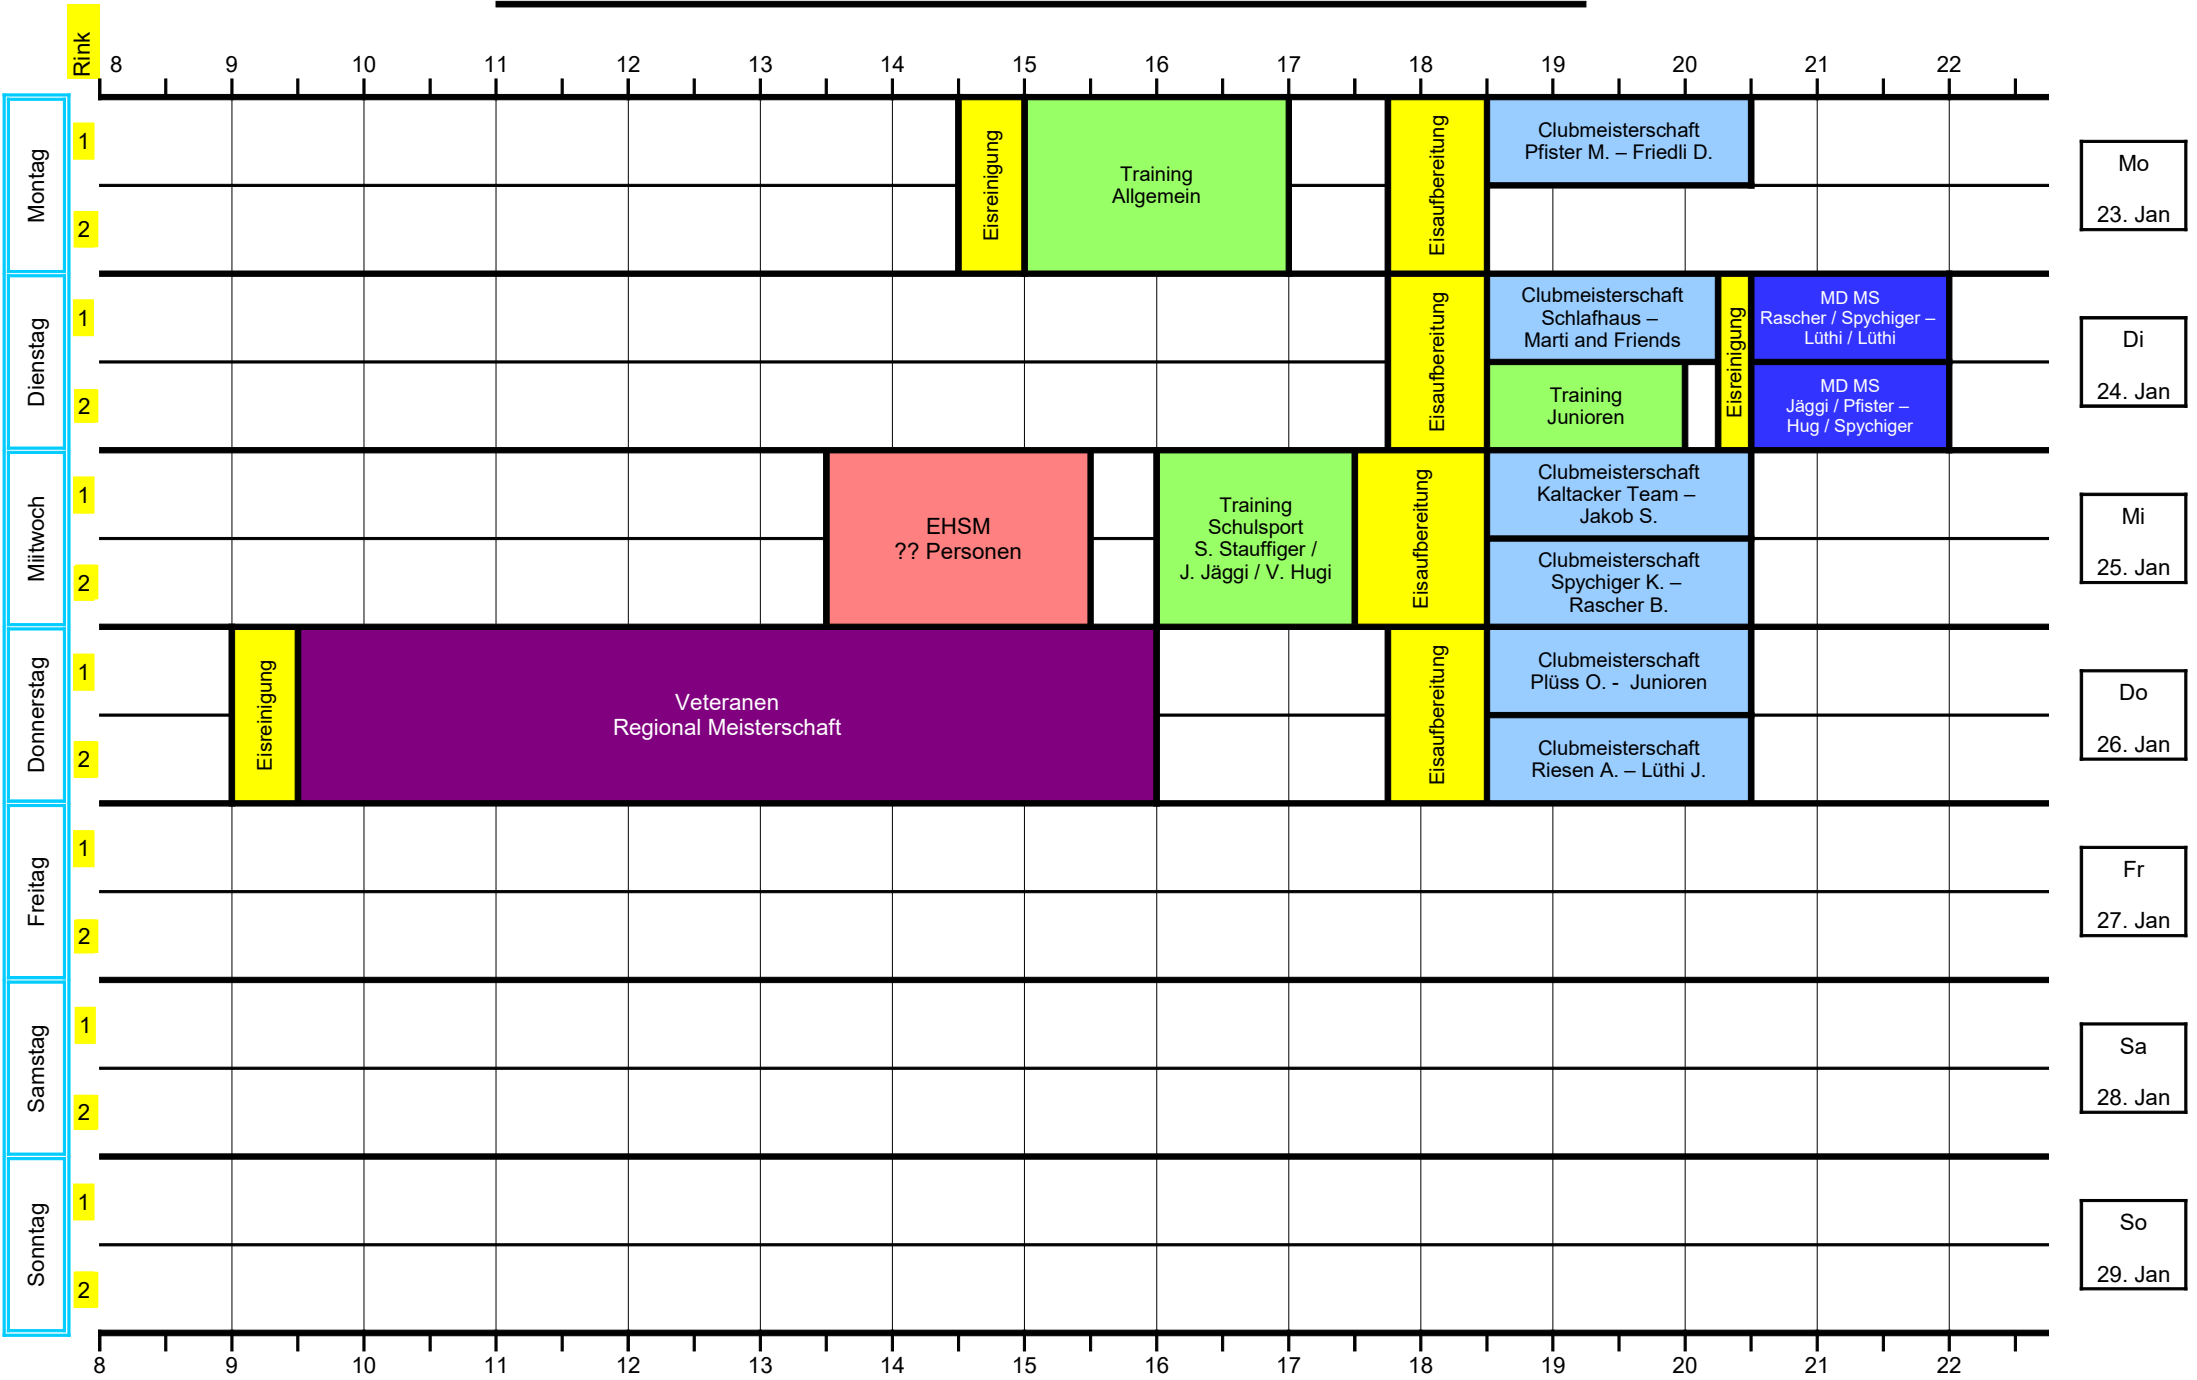 Rink
8 9 10 11 12 13 14 15 16 17 18 19 20 21 22
Montag
1
2
Eisreinigung
Training
Allgemein
Eisaufbereitung
Clubmeisterschaft
Pfister M. – Friedli D.
Mo
23. Jan
Dienstag
1
2
Eisaufbereitung
Clubmeisterschaft
Schlafhaus –
Marti and Friends
Training
Junioren
Eisreinigung
MD MS
Rascher / Spychiger –
Lüthi / Lüthi
MD MS
Jäggi / Pfister –
Hug / Spychiger
Di
24. Jan
Miitwoch
1
2
EHSM
?? Personen
Training
Schulsport
S. Stauffiger /
J. Jäggi / V. Hugi
Eisaufbereitung
Clubmeisterschaft
Kaltacker Team –
Jakob S.
Clubmeisterschaft
Spychiger K. –
Rascher B.
Mi
25. Jan
Donnerstag
1
2
Eisreinigung
Veteranen
Regional Meisterschaft
Eisaufbereitung
Clubmeisterschaft
Plüss O. - Junioren
Clubmeisterschaft
Riesen A. – Lüthi J.
Do
26. Jan
Freitag
1
2
Fr
27. Jan
Samstag
1
2
Sa
28. Jan
Sonntag
1
2
So
29. Jan
8 9 10 11 12 13 14 15 16 17 18 19 20 21 22